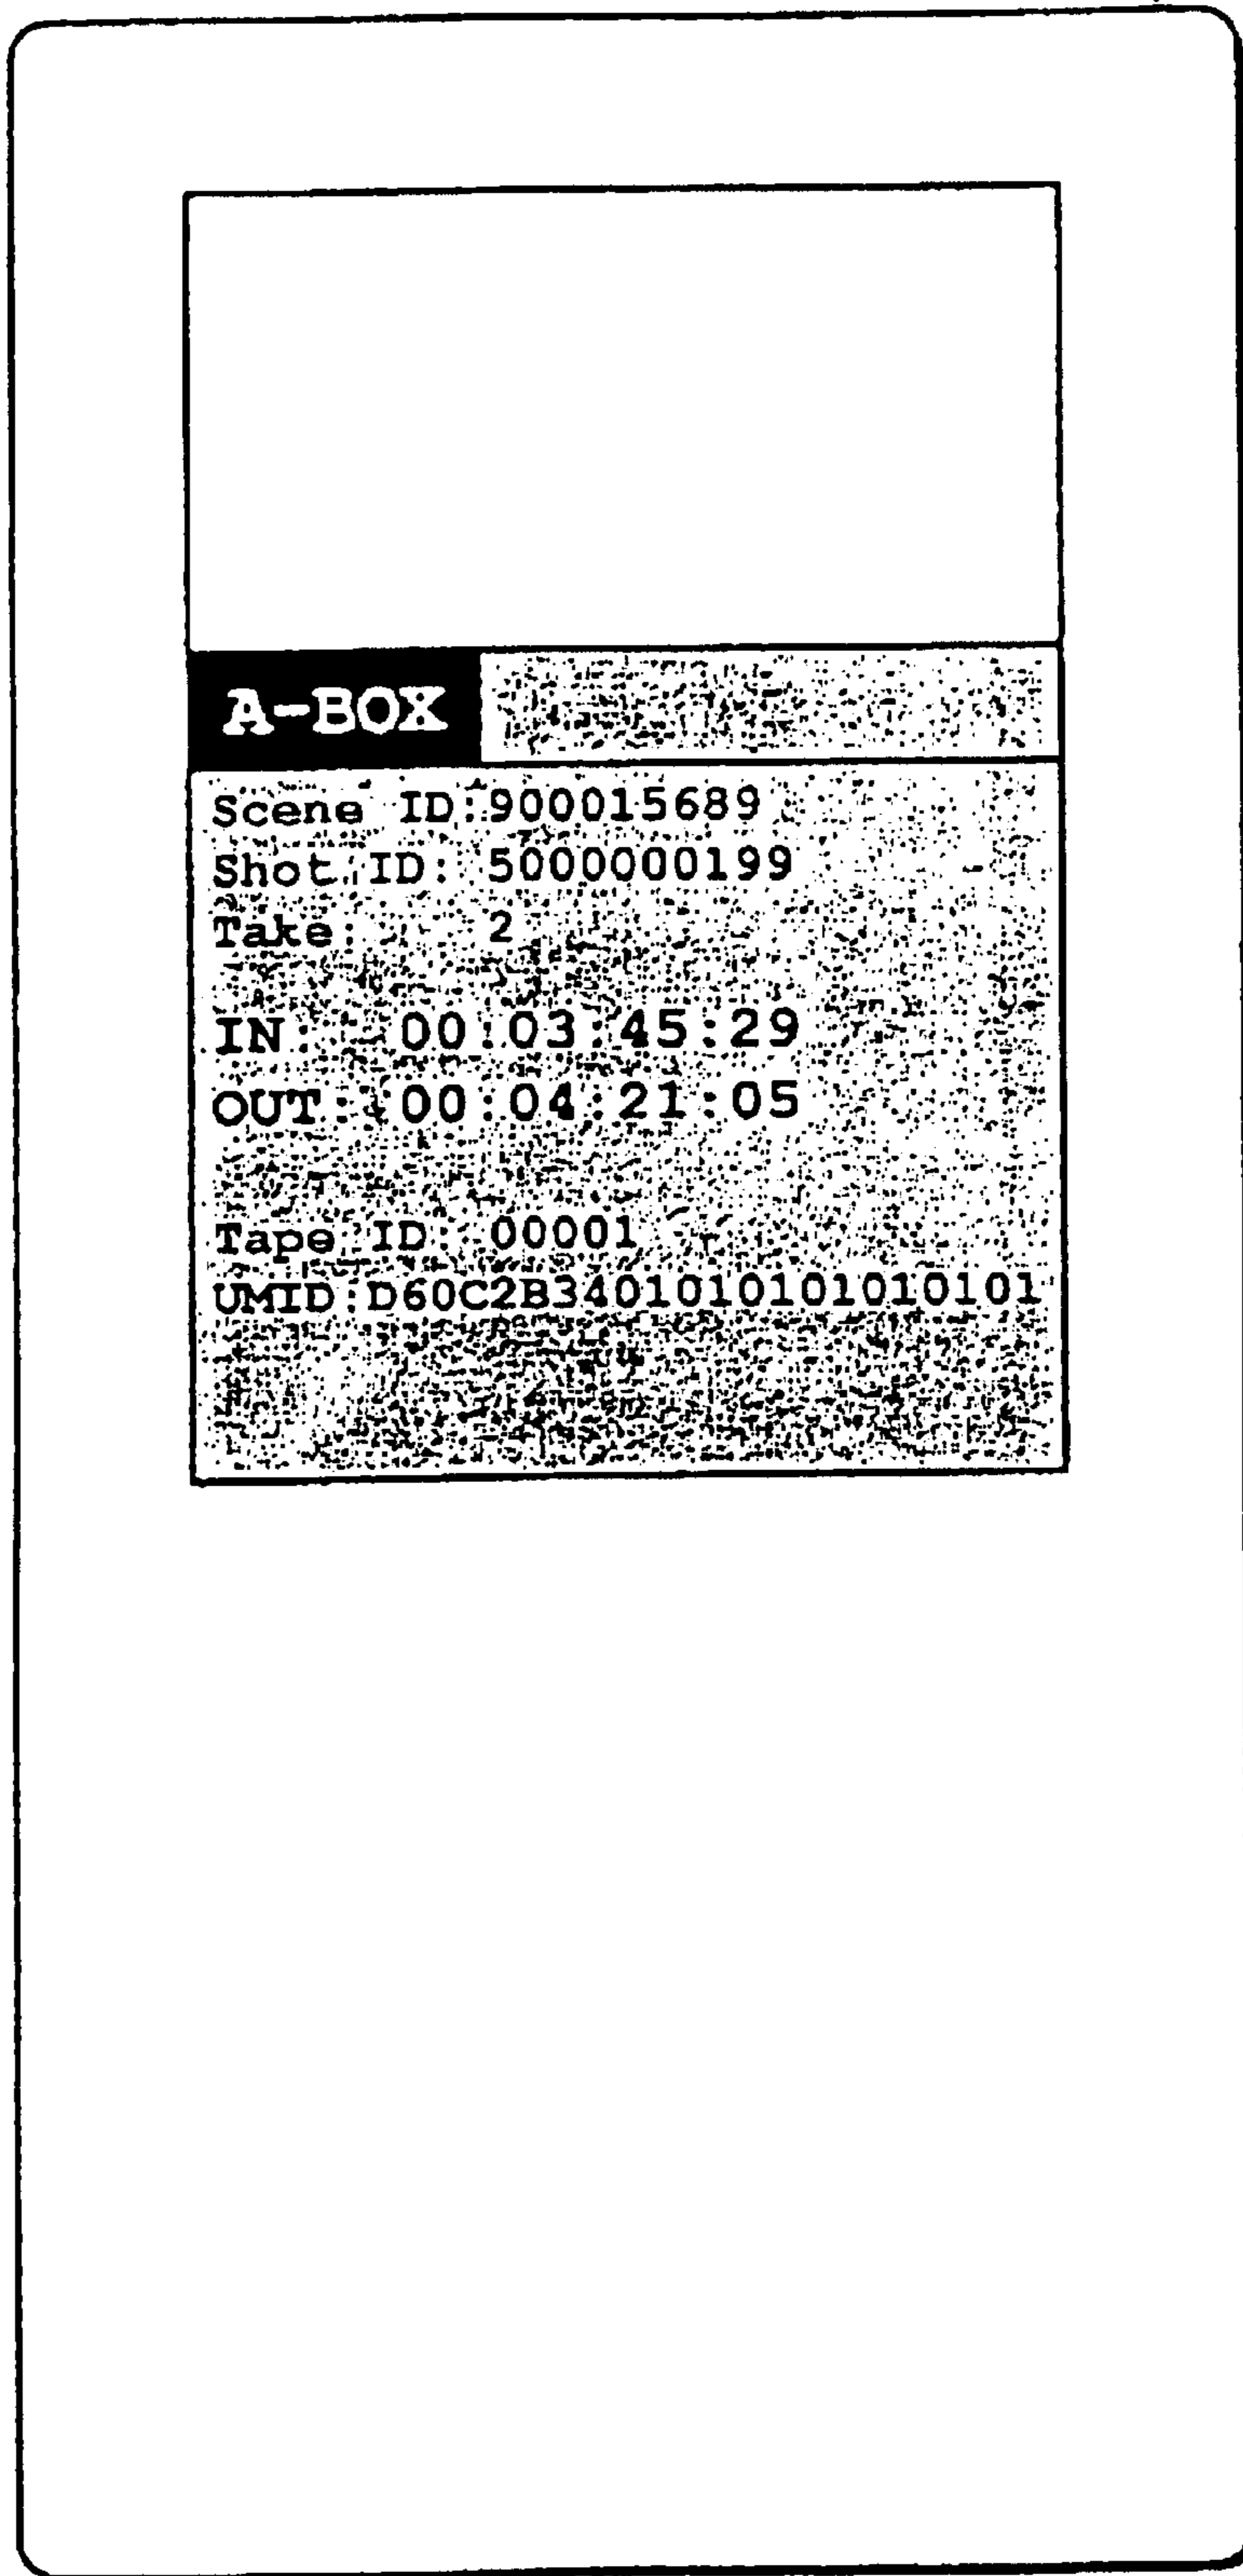 A-BOX
Scene ID: 900015689
Shot ID: 5000000199
Take: 2
IN: 00:03:45:29
OUT: 00:04:21:05
Tape ID: 00001
UMID:D60C2B3401010101010101